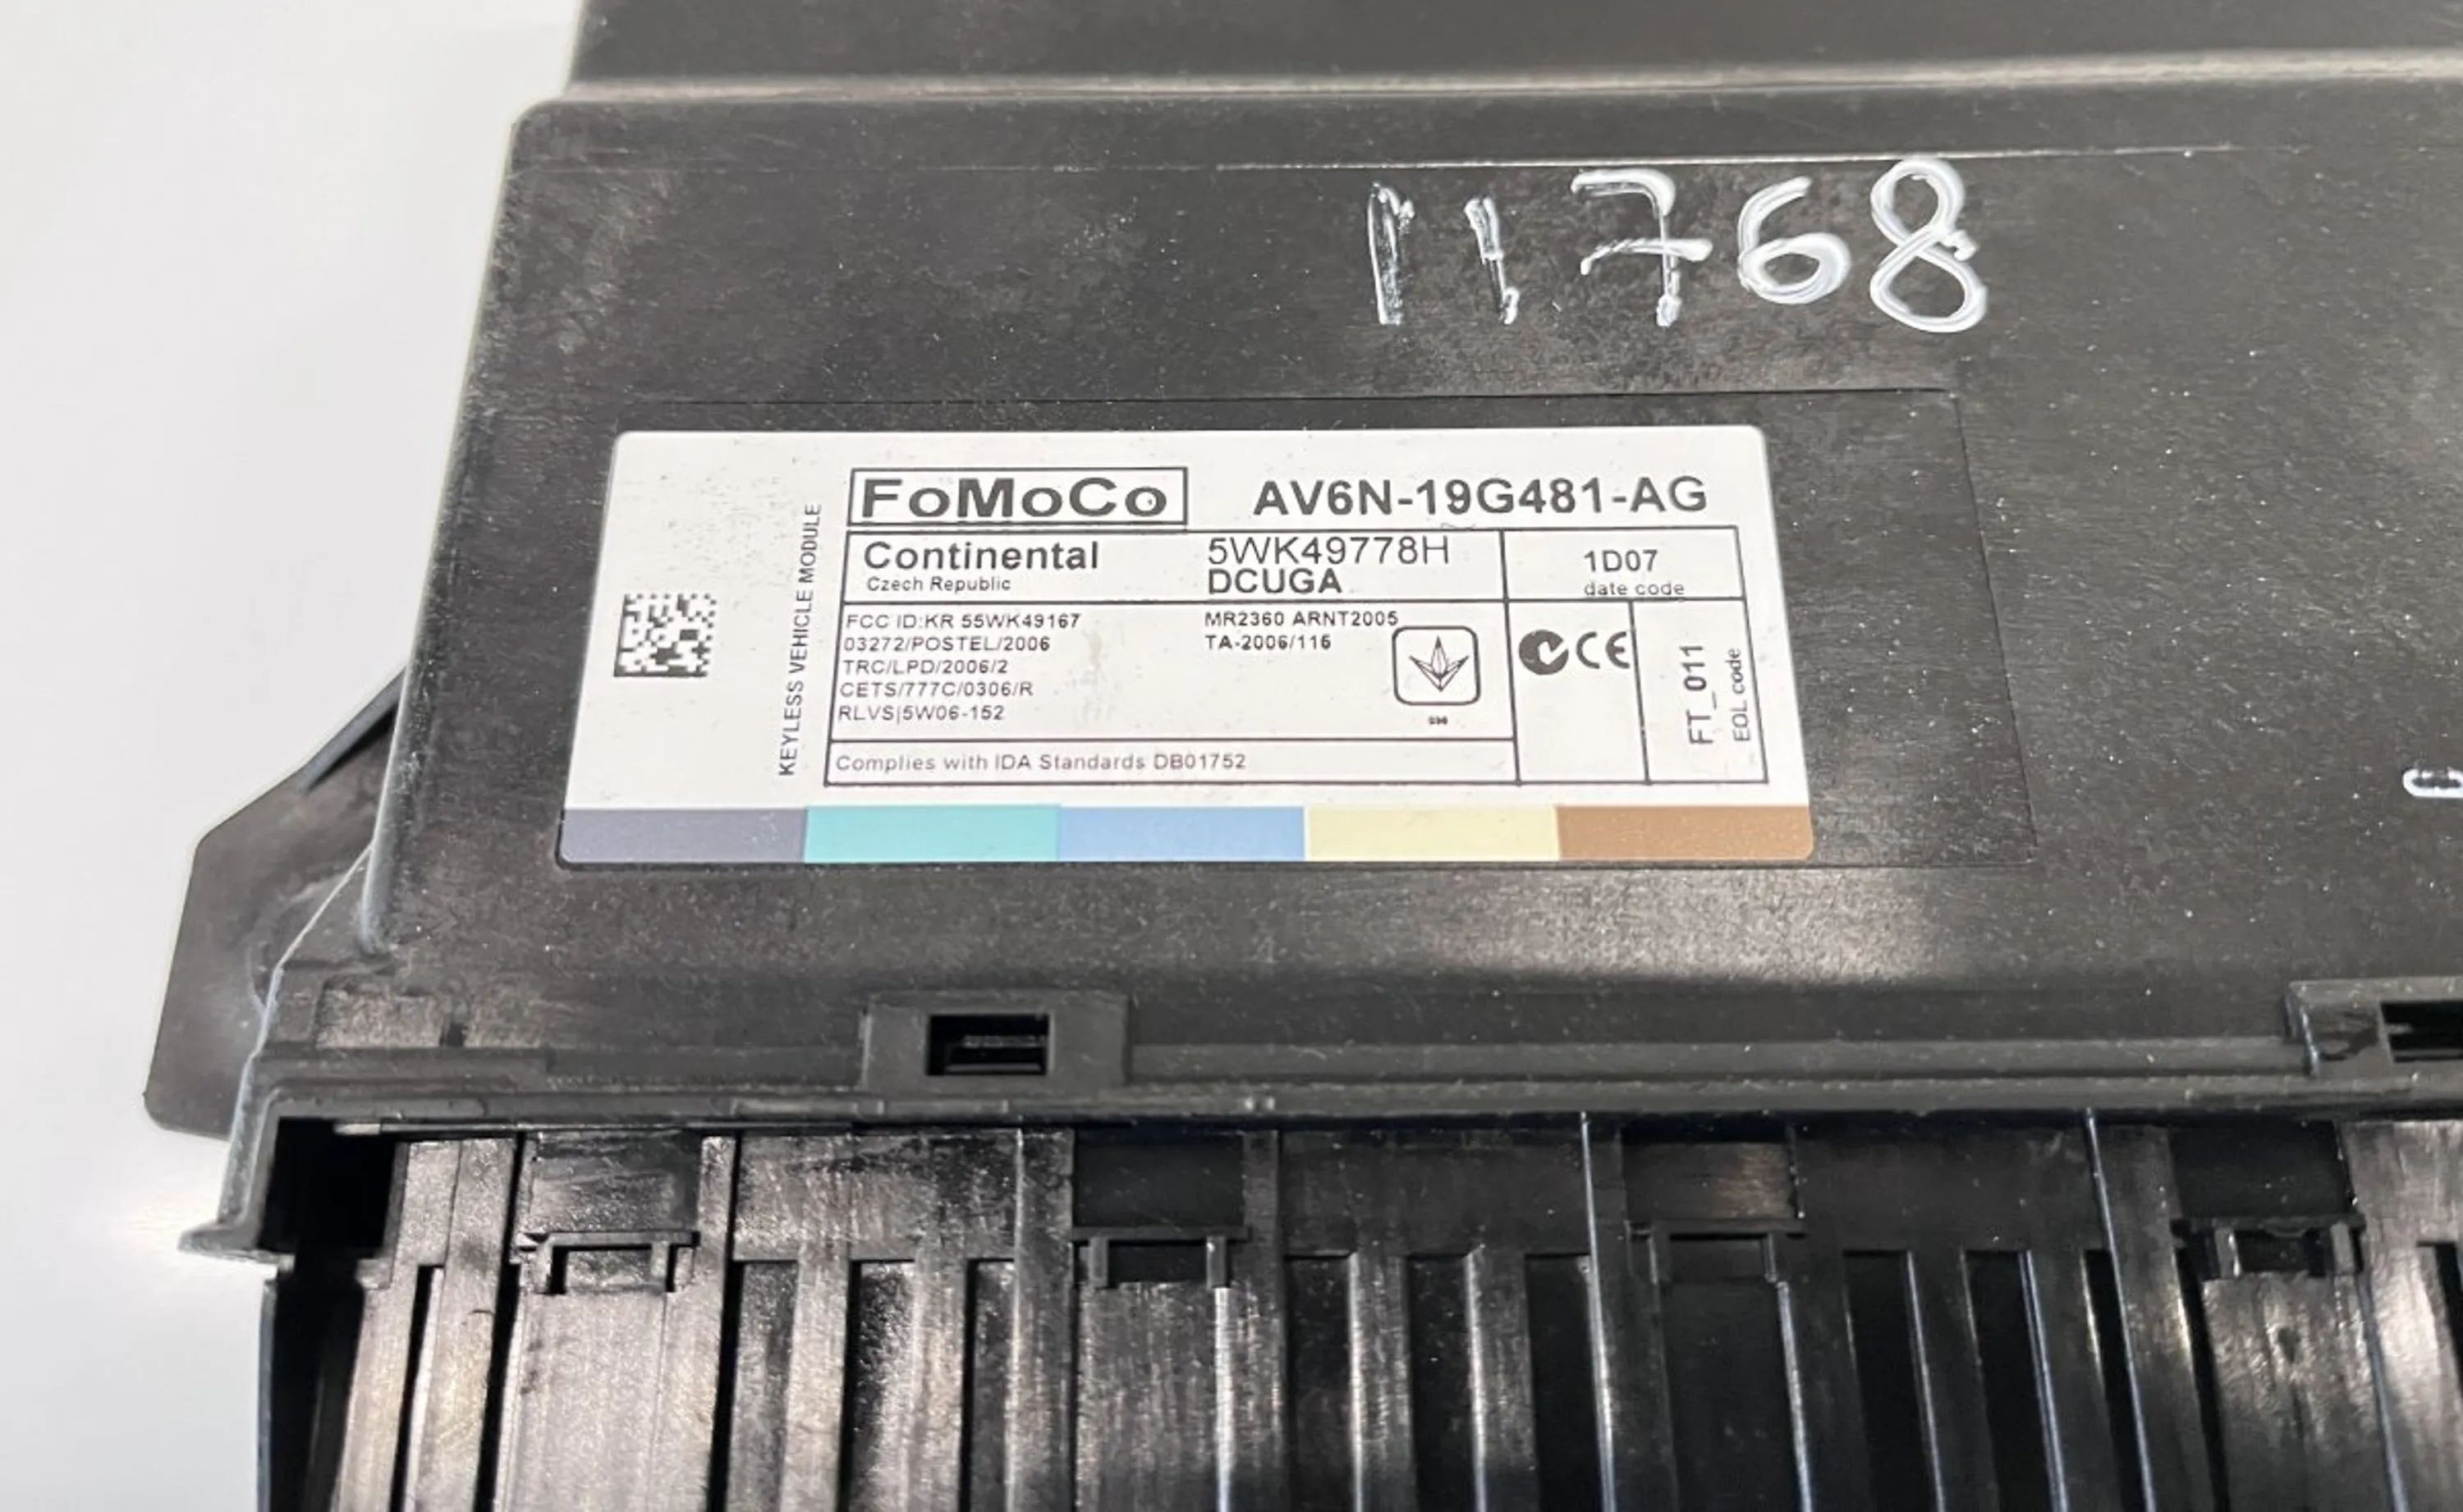 11768
KEYLESS VEHICLE MODULE
FoMoCo AV6N-19G481-AG
Continental 5WK49778H 1D07
Czech Republic DCUGA date code
FCC ID:KR 55WK49167 MR2360 ARNT2005
03272/POSTEL/2006 TA-2006/116
TRC/LPD/2006/2
CETS/777C/0306/R
RLVS|5W06-152
CE
FT_011
EOL code
Complies with IDA Standards DB01752